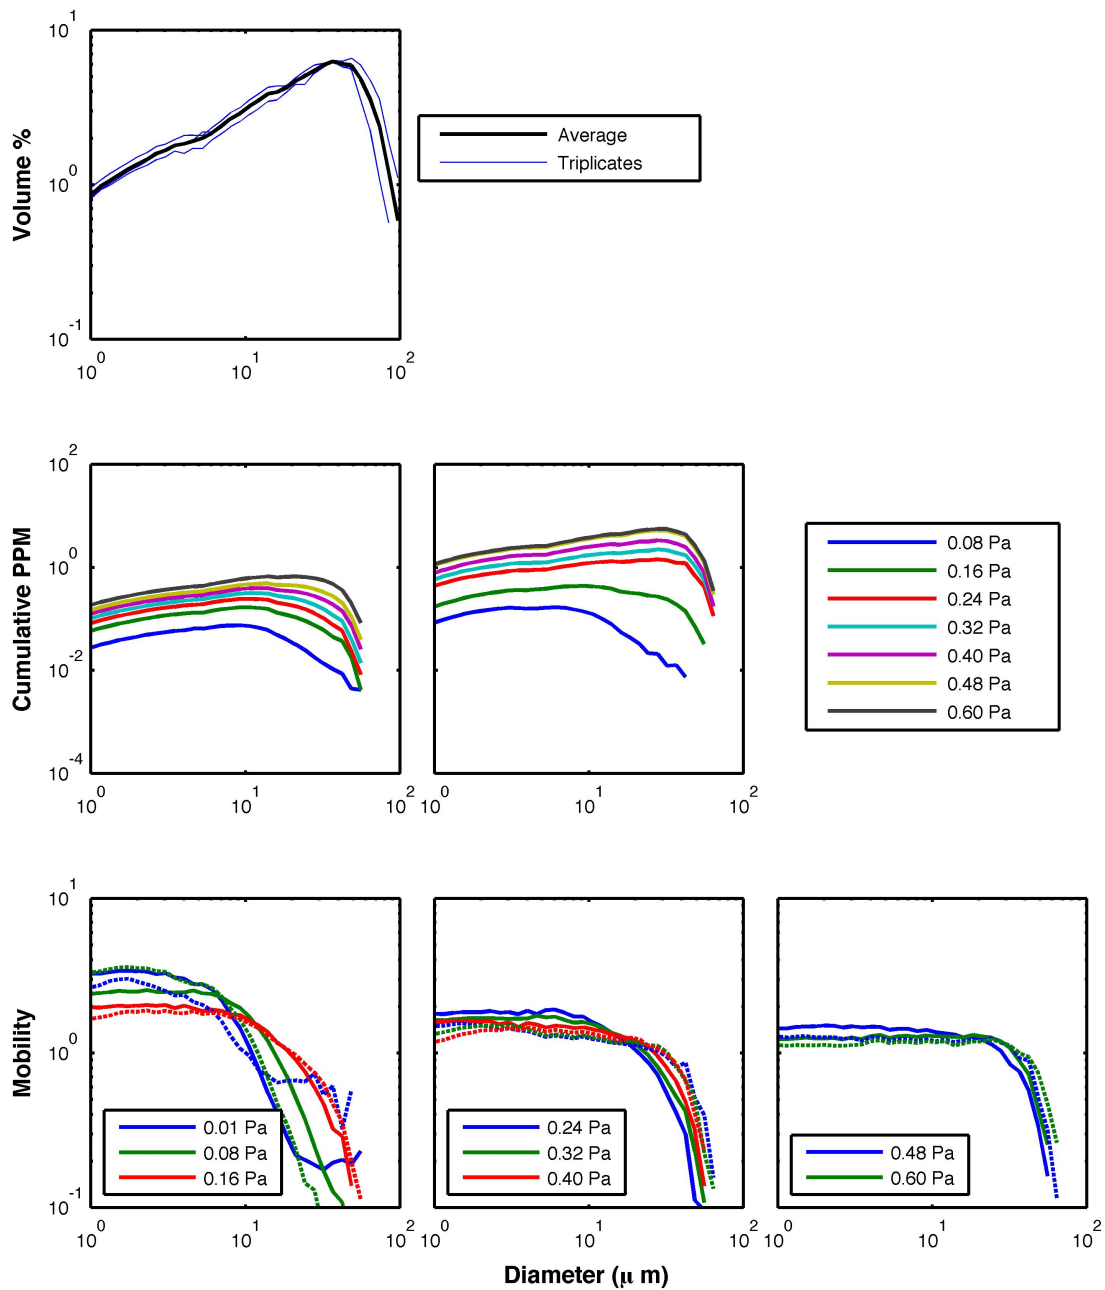 10^1
10^0
10^-1
Volume %
10^0 10^1 10^2
Average
Triplicates
10^2
10^0
10^-2
10^-4
Cumulative PPM
10^0 10^1 10^2
10^0 10^1 10^2
0.08 Pa
0.16 Pa
0.24 Pa
0.32 Pa
0.40 Pa
0.48 Pa
0.60 Pa
10^1
10^0
10^-1
Mobility
0.01 Pa
0.08 Pa
0.16 Pa
10^0 10^1 10^2
0.24 Pa
0.32 Pa
0.40 Pa
10^0 10^1 10^2
0.48 Pa
0.60 Pa
10^0 10^1 10^2
Diameter (μ m)